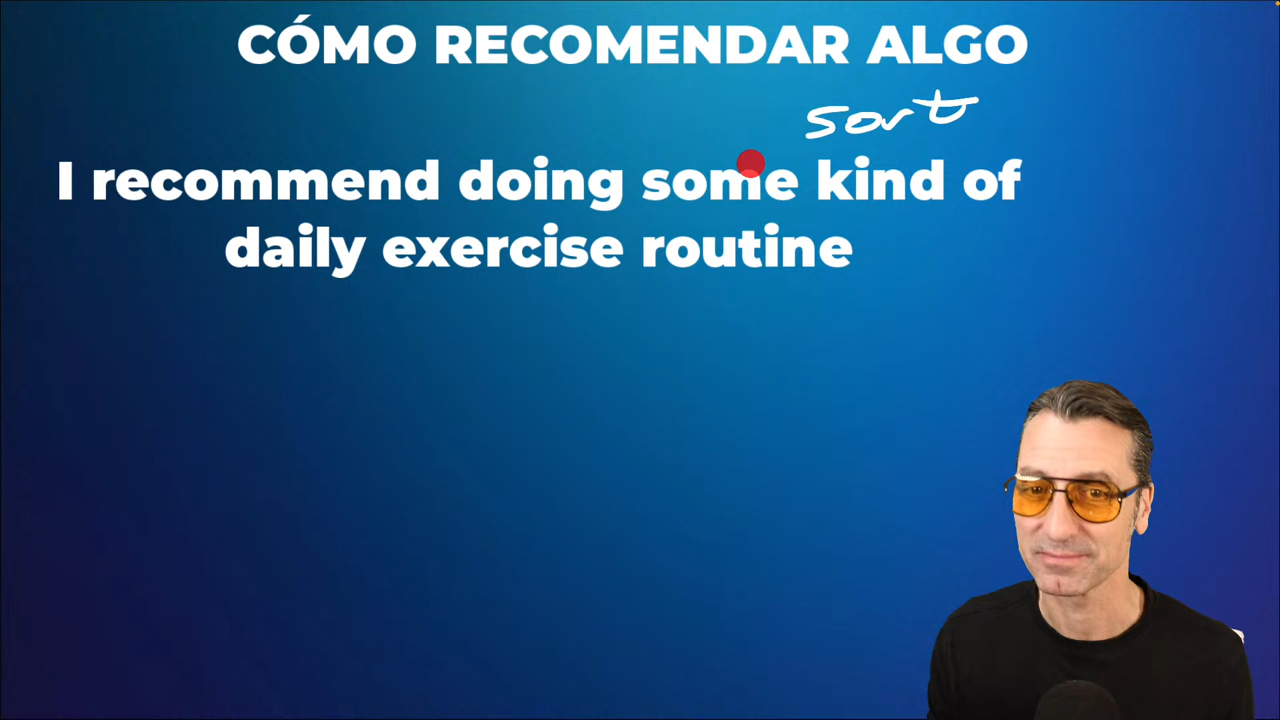 CÓMO RECOMENDAR ALGO
sort
I recommend doing some kind of
daily exercise routine